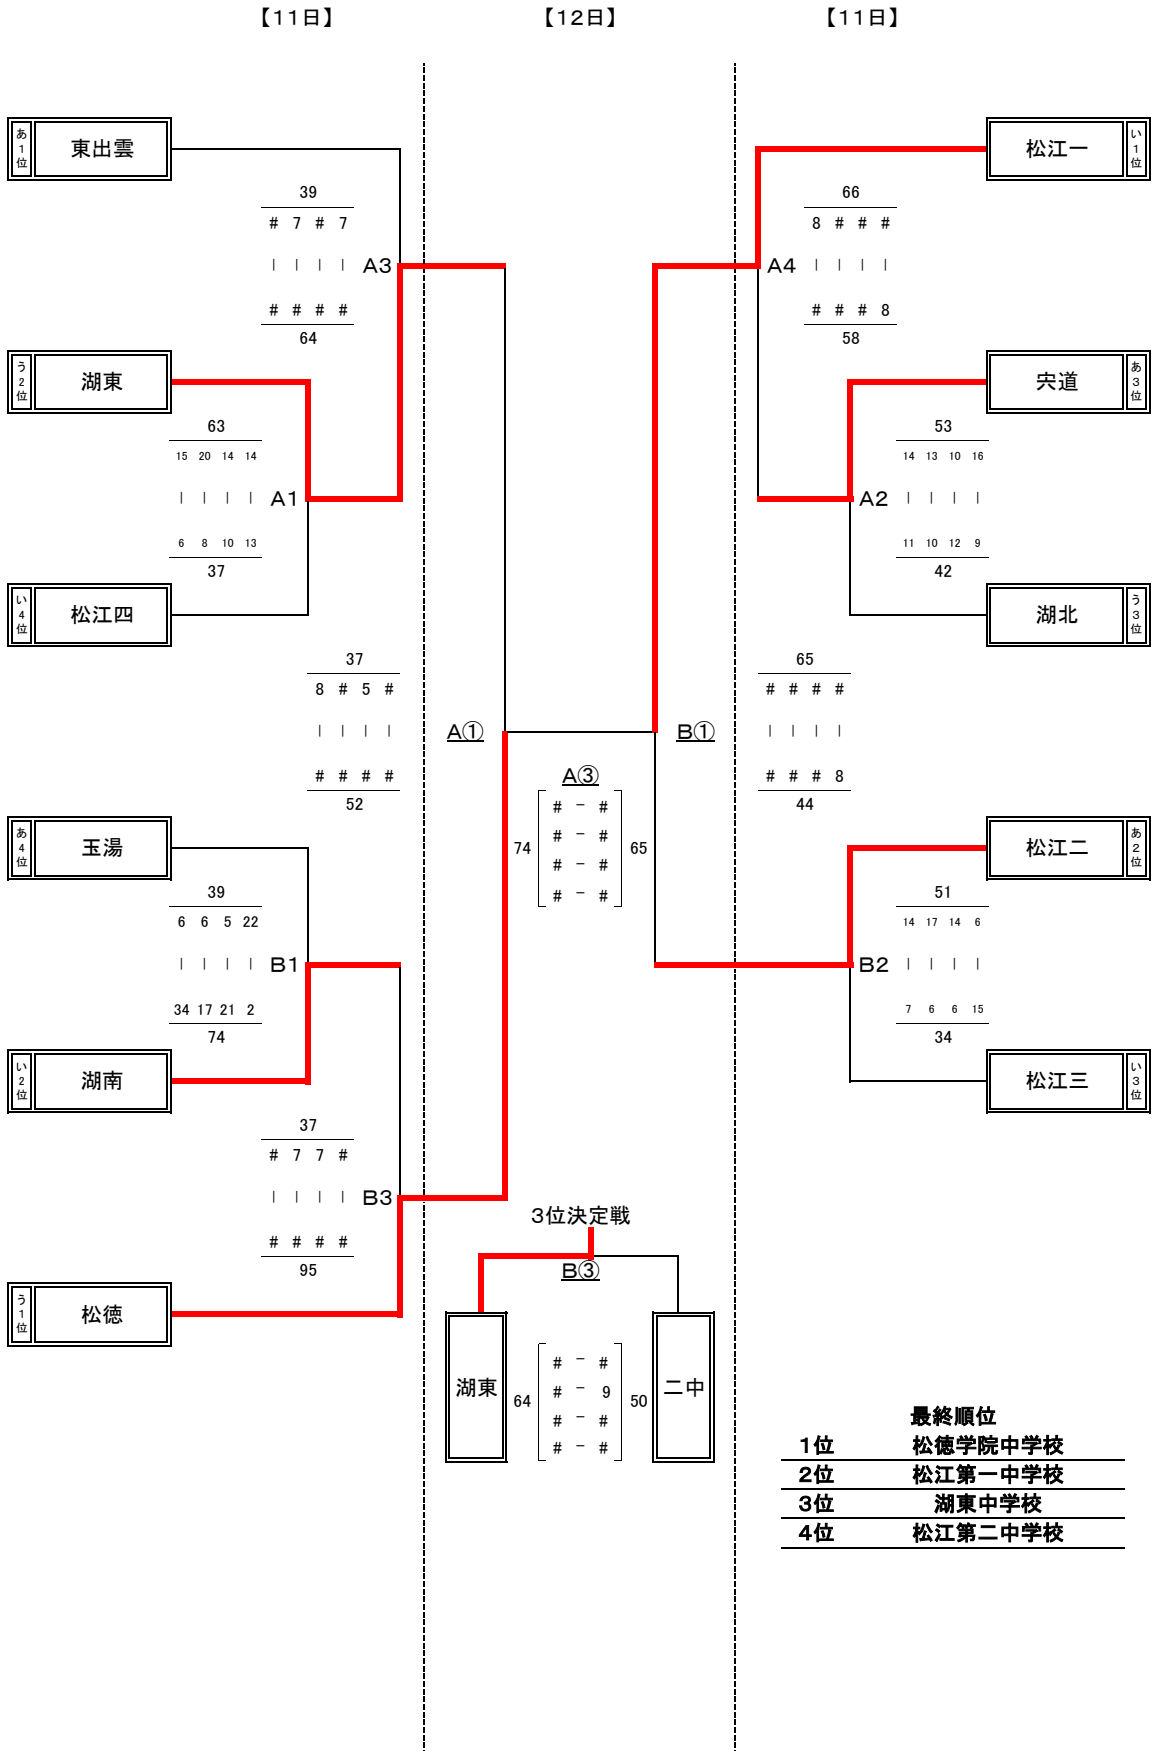 【11日】 【12日】 【11日】
あ1位 東出雲
松江一 い1位
39
# 7 # 7
| | | | A3
# # # #
64
66
8 # # #
A4 | | | |
# # # 8
58
う2位 湖東
宍道 あ3位
63
15 20 14 14
| | | | A1
6 8 10 13
37
53
14 13 10 16
A2 | | | |
11 10 12 9
42
い4位 松江四
湖北 う3位
37
8 # 5 #
| | | | A①
# # # #
52
65
# # # #
B① | | | |
# # # 8
44
A③
# - #
# - #
74 65
# - #
# - #
あ4位 玉湯
松江二 あ2位
39
6 6 5 22
| | | | B1
34 17 21 2
74
51
14 17 14 6
B2 | | | |
7 6 6 15
34
い2位 湖南
松江三 い3位
37
# 7 7 #
| | | | B3
# # # #
95
う1位 松徳
3位決定戦
B③
湖東 64 50 二中
# - #
# - 9
# - #
# - #
最終順位
1位 松徳学院中学校
2位 松江第一中学校
3位 湖東中学校
4位 松江第二中学校